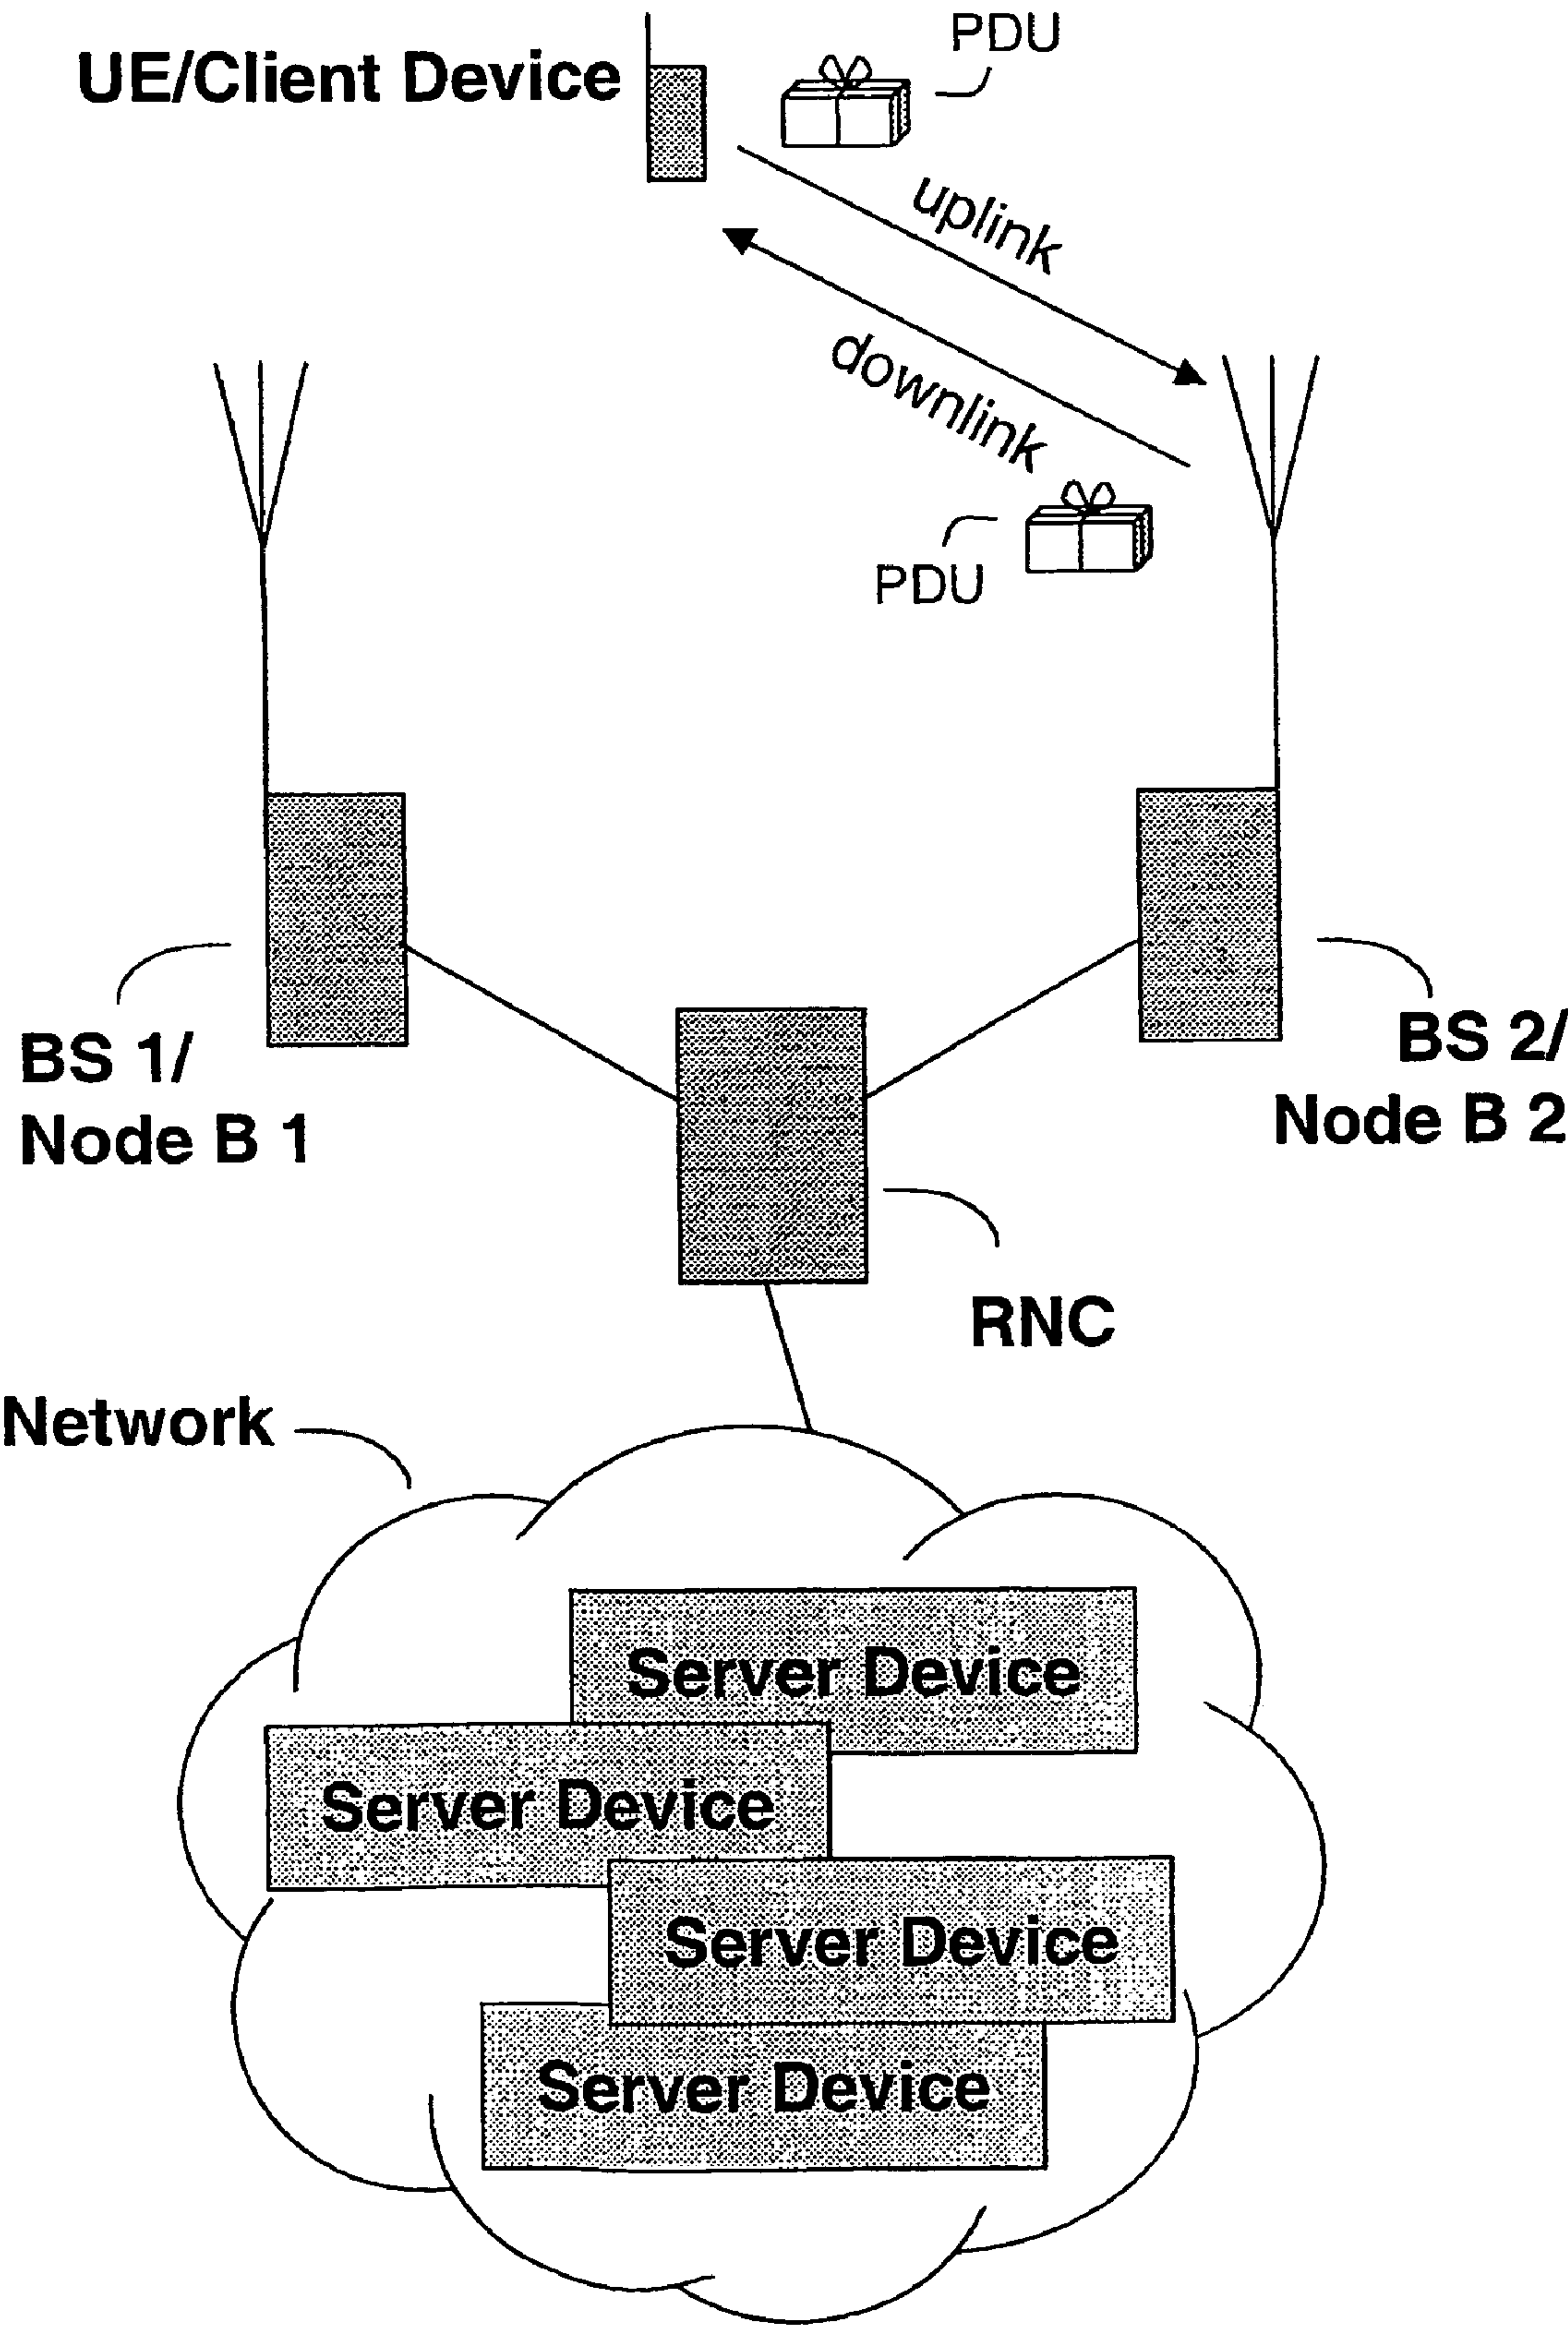 PDU
UE/Client Device
uplink
downlink
PDU
BS 1/
Node B 1
BS 2/
Node B 2
RNC
Network
Server Device
Server Device
Server Device
Server Device